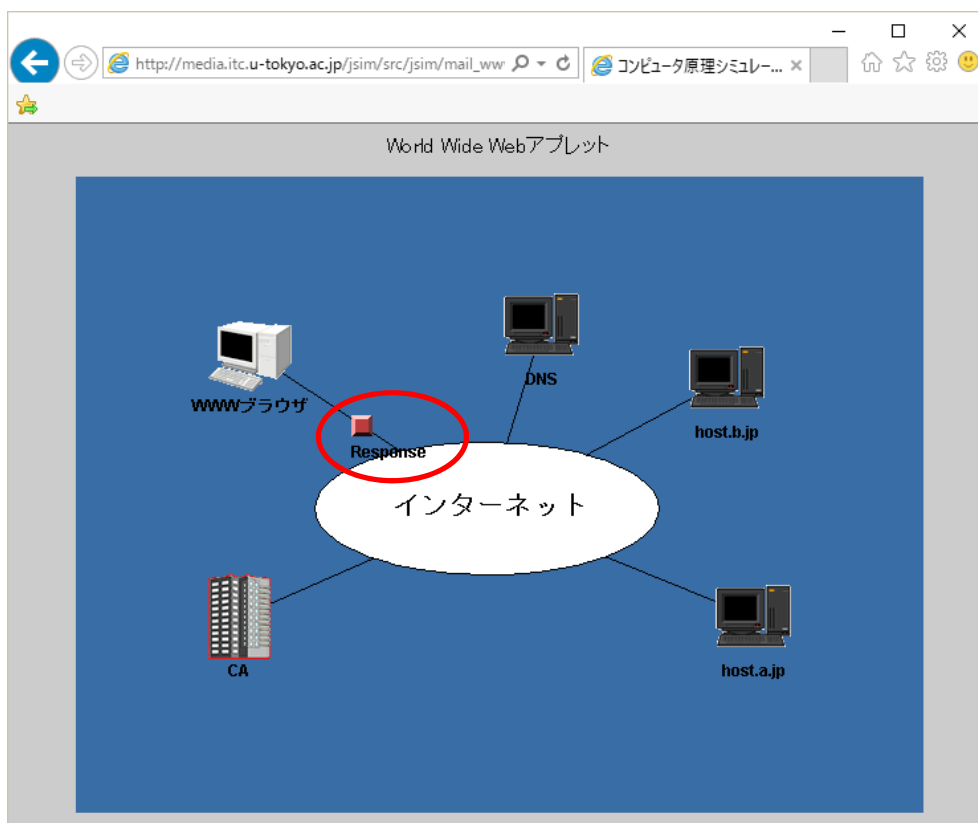 http://media.itc.u-tokyo.ac.jp/jsim/src/jsim/mail_ww
コンピュータ原理シミュレー...
World Wide Webアプレット
DNS
WWWブラウザ
host.b.jp
Response
インターネット
CA
host.a.jp